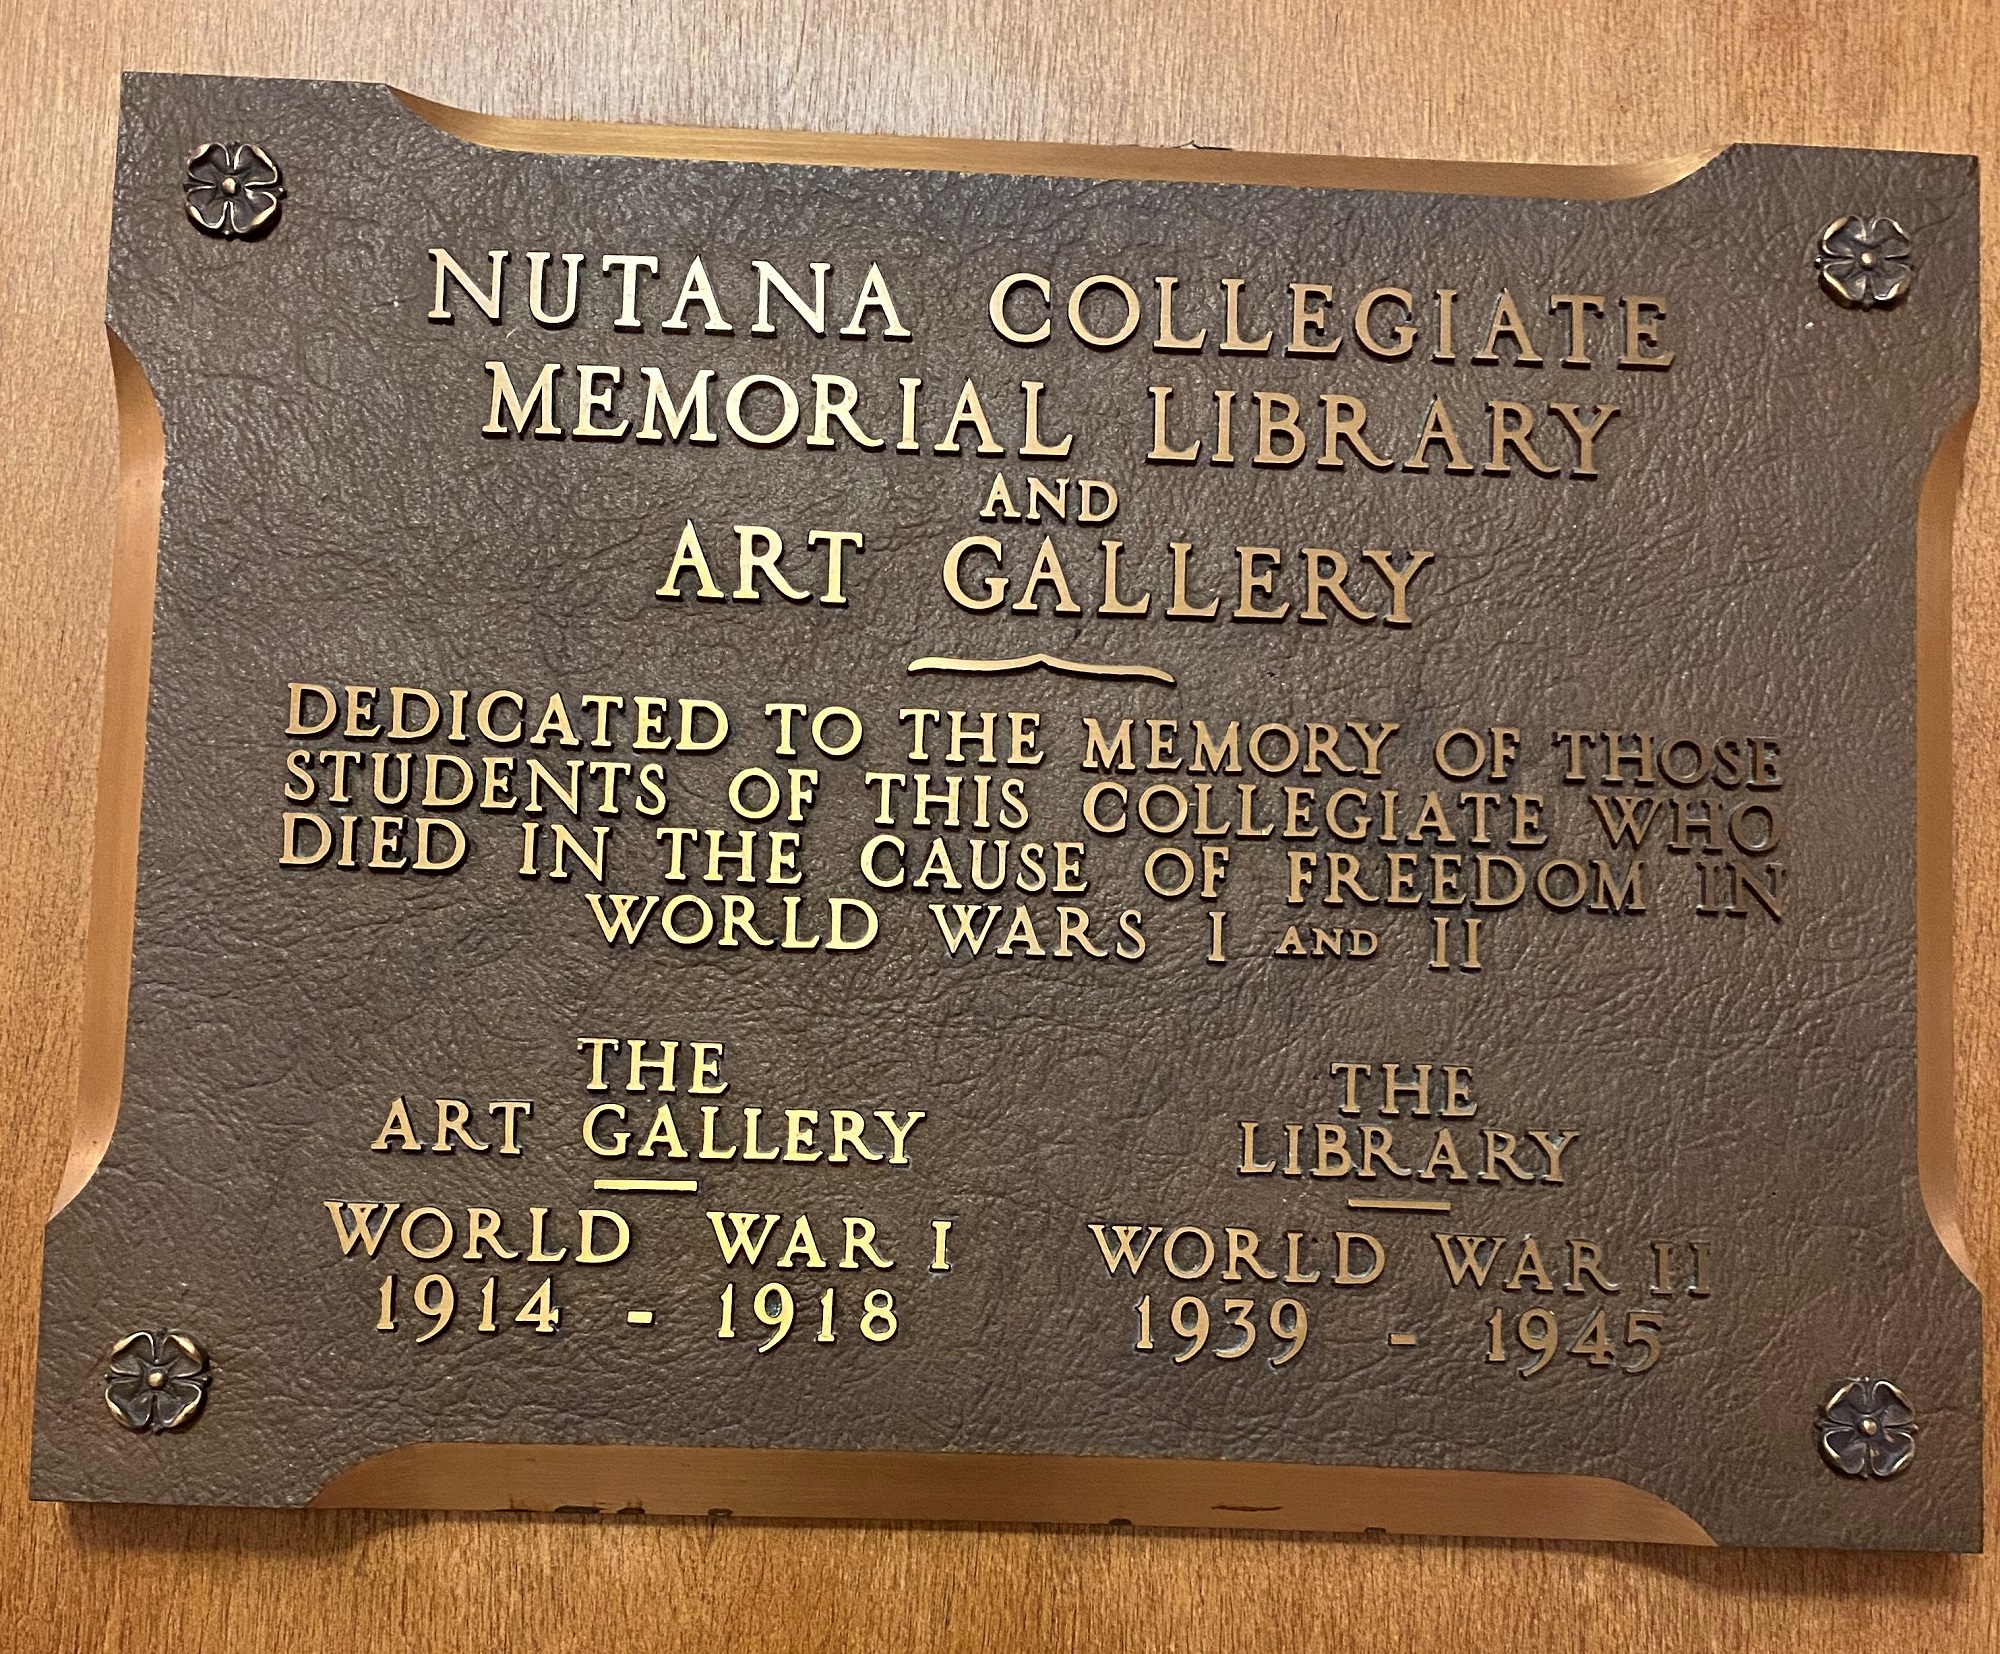 NUTANA COLLEGIATE
MEMORIAL LIBRARY
AND
ART GALLERY
DEDICATED TO THE MEMORY OF THOSE
STUDENTS OF THIS COLLEGIATE WHO
DIED IN THE CAUSE OF FREEDOM IN
WORLD WARS I AND II
THE
ART GALLERY
WORLD WAR I
1914 - 1918
THE
LIBRARY
WORLD WAR II
1939 - 1945